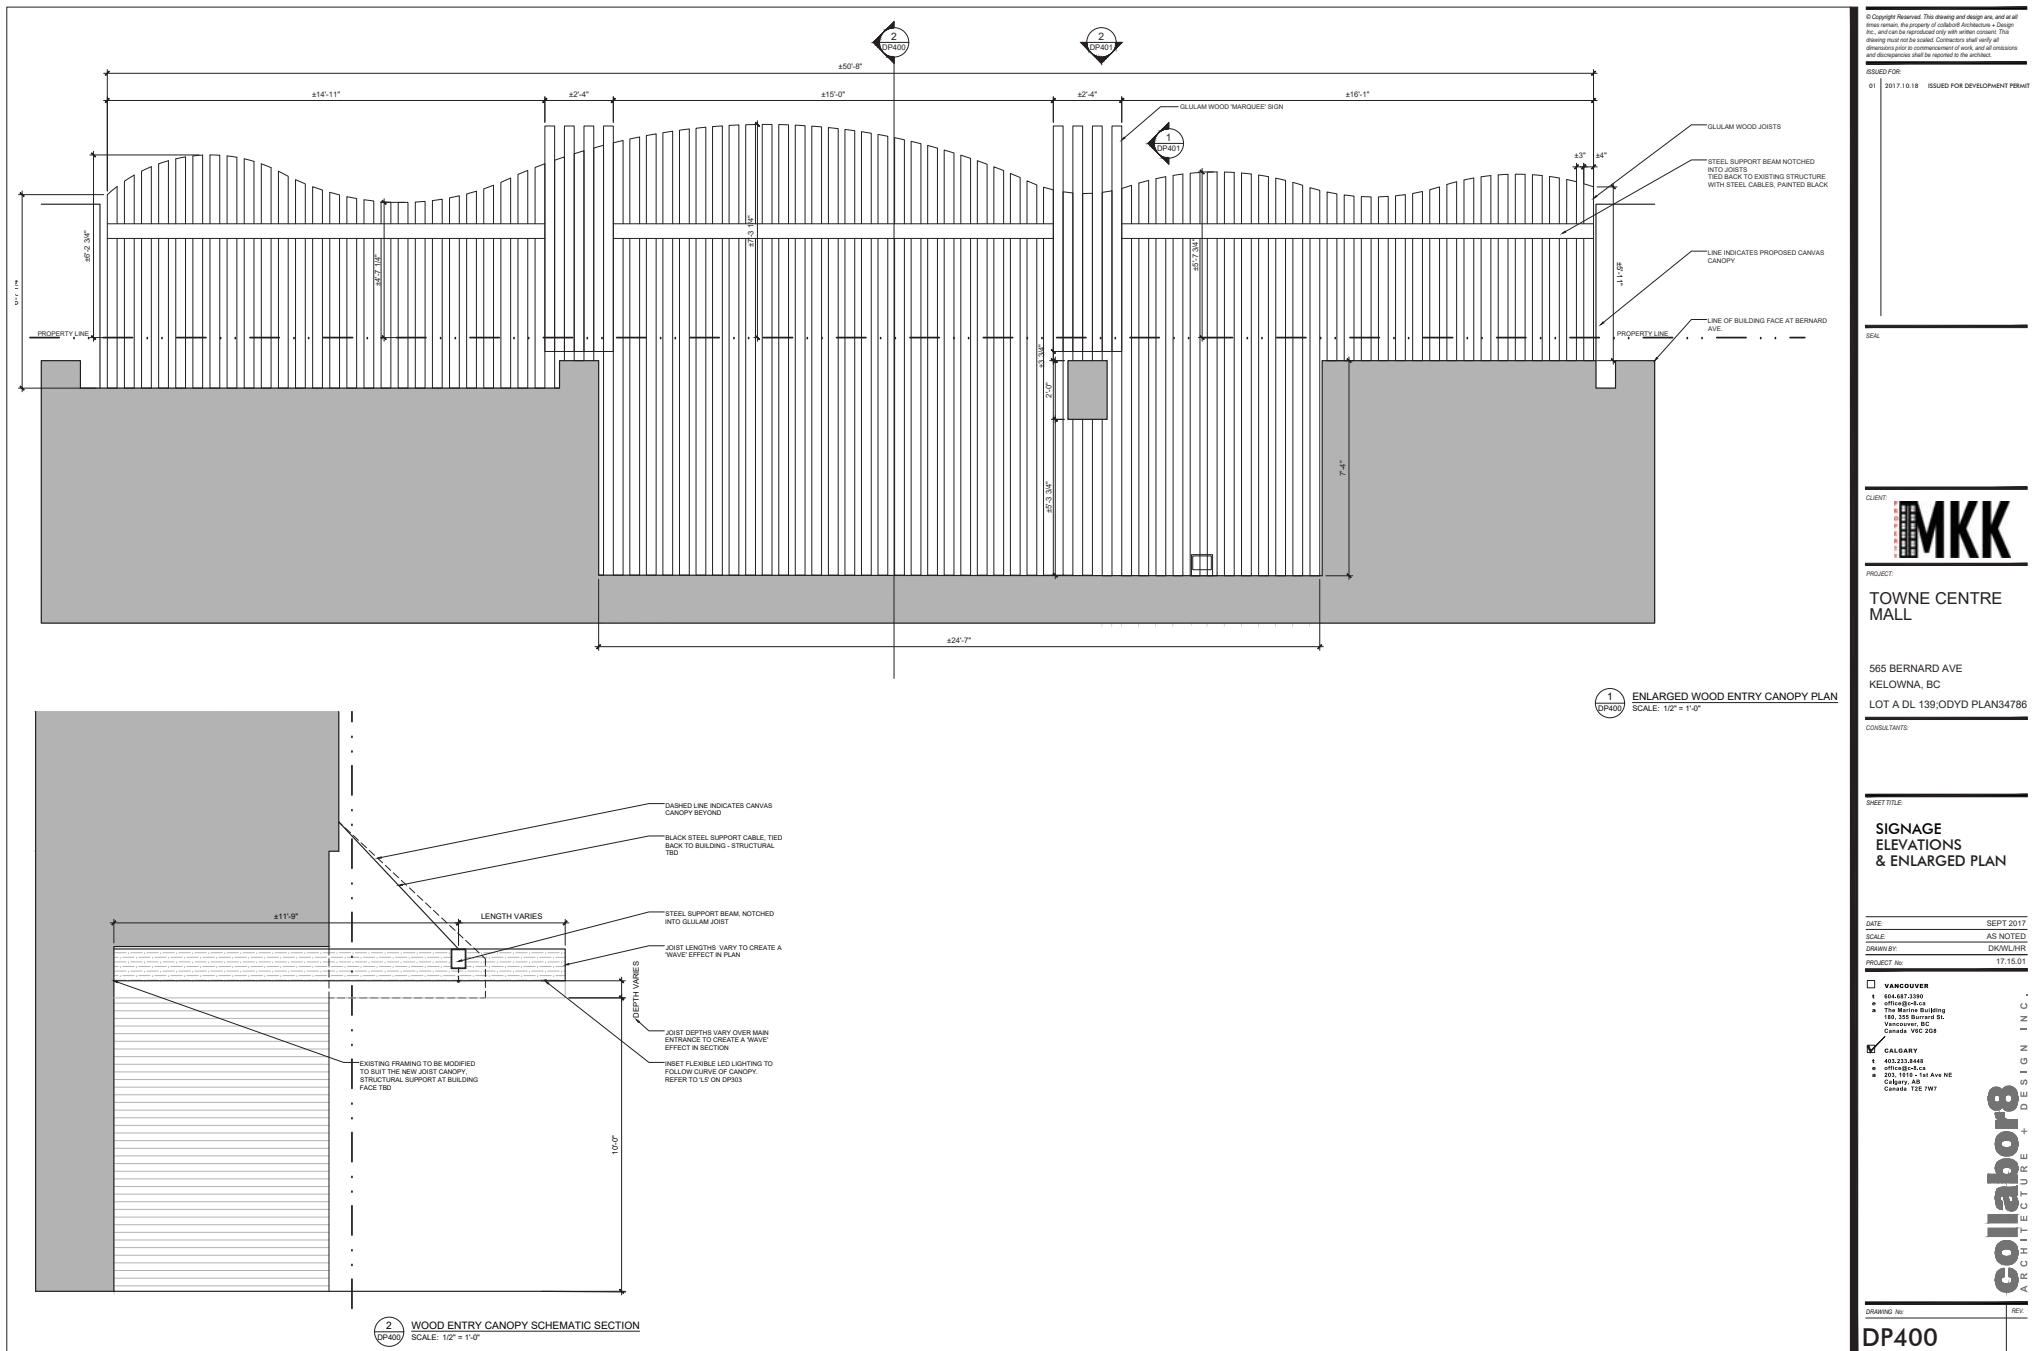 2
DP400
2
DP401
±50'-8"
±14'-11"
±2'-4"
±15'-0"
±2'-4"
±16'-1"
GLULAM WOOD 'MARQUEE' SIGN
1
DP401
GLULAM WOOD JOISTS
±3"
±4"
STEEL SUPPORT BEAM NOTCHED
INTO JOISTS
TIED BACK TO EXISTING STRUCTURE
WITH STEEL CABLES, PAINTED BLACK
±6'-2 3/4"
±4'-7 1/4"
±7'-3 1/4"
±5'-7 3/4"
±5'-1"
LINE INDICATES PROPOSED CANVAS
CANOPY
LINE OF BUILDING FACE AT BERNARD
AVE.
PROPERTY LINE
PROPERTY LINE
±3 3/4"
2'-0"
±5'-3 3/4"
7'-4"
±24'-7"
1
DP400
ENLARGED WOOD ENTRY CANOPY PLAN
SCALE: 1/2" = 1'-0"
DASHED LINE INDICATES CANVAS
CANOPY BEYOND
BLACK STEEL SUPPORT CABLE, TIED
BACK TO BUILDING - STRUCTURAL
TBD
±11'-9"
LENGTH VARIES
STEEL SUPPORT BEAM, NOTCHED
INTO GLULAM JOIST
JOIST LENGTHS VARY TO CREATE A
'WAVE' EFFECT IN PLAN
DEPTH VARIES
JOIST DEPTHS VARY OVER MAIN
ENTRANCE TO CREATE A 'WAVE'
EFFECT IN SECTION
INSET FLEXIBLE LED LIGHTING TO
FOLLOW CURVE OF CANOPY.
REFER TO 'L5' ON DP303
EXISTING FRAMING TO BE MODIFIED
TO SUIT THE NEW JOIST CANOPY,
STRUCTURAL SUPPORT AT BUILDING
FACE TBD
10'-0"
2
DP400
WOOD ENTRY CANOPY SCHEMATIC SECTION
SCALE: 1/2" = 1'-0"
© Copyright Reserved. This drawing and design are, and at all
times remain, the property of collabor8 Architecture + Design
Inc., and can be reproduced only with written consent. This
drawing must not be scaled. Contractors shall verify all
dimensions prior to commencement of work, and all omissions
and discrepancies shall be reported to the architect.
ISSUED FOR:
01 2017.10.18 ISSUED FOR DEVELOPMENT PERMIT
SEAL
CLIENT:
PROPERTY
MKK
PROJECT:
TOWNE CENTRE
MALL
565 BERNARD AVE
KELOWNA, BC
LOT A DL 139;ODYD PLAN34786
CONSULTANTS:
SHEET TITLE:
SIGNAGE
ELEVATIONS
& ENLARGED PLAN
DATE: SEPT 2017
SCALE: AS NOTED
DRAWN BY: DK/WL/HR
PROJECT No: 17.15.01
VANCOUVER
t 604.687.3390
e office@c-8.ca
a The Marine Building
180, 355 Burrard St.
Vancouver, BC
Canada V6C 2G8
CALGARY
t 403.233.8448
e office@c-8.ca
a 203, 1010 - 1st Ave NE
Calgary, AB
Canada T2E 7W7
collabor8
ARCHITECTURE + DESIGN INC.
DRAWING No:
REV.
DP400